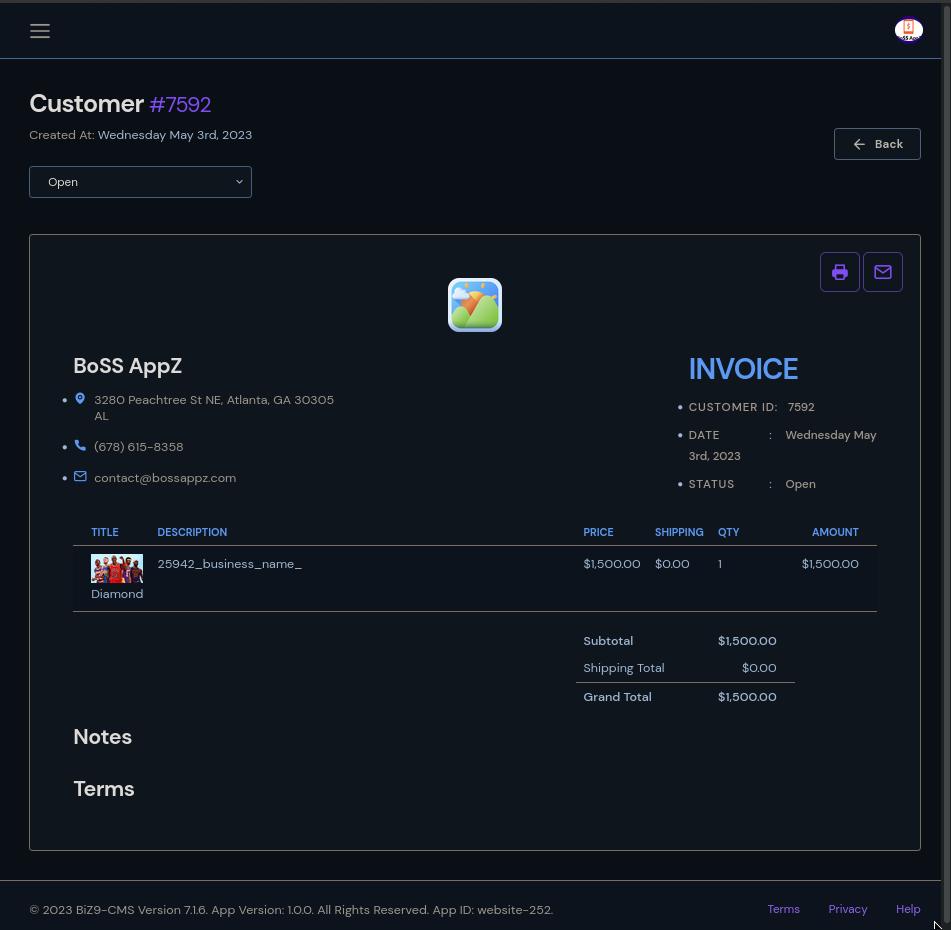 BoSS App
Customer #7592
Created At: Wednesday May 3rd, 2023
Back
Open
BoSS AppZ
3280 Peachtree St NE, Atlanta, GA 30305
AL
(678) 615-8358
contact@bossappz.com
INVOICE
CUSTOMER ID: 7592
DATE : Wednesday May
3rd, 2023
STATUS : Open
TITLE DESCRIPTION PRICE SHIPPING QTY AMOUNT
25942_business_name_ $1,500.00 $0.00 1 $1,500.00
Diamond
Subtotal $1,500.00
Shipping Total $0.00
Grand Total $1,500.00
Notes
Terms
© 2023 BiZ9-CMS Version 7.1.6. App Version: 1.0.0. All Rights Reserved. App ID: website-252.
Terms Privacy Help